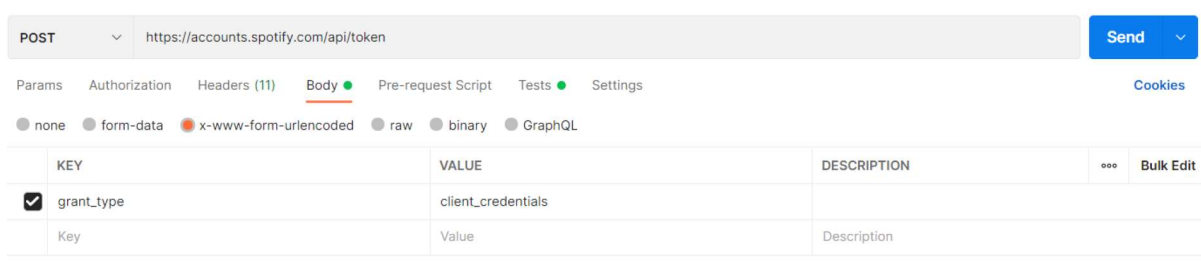 POST https://accounts.spotify.com/api/token Send
Params Authorization Headers (11) Body Pre-request Script Tests Settings Cookies
none form-data x-www-form-urlencoded raw binary GraphQL
KEY VALUE DESCRIPTION ooo Bulk Edit
grant_type client_credentials
Key Value Description